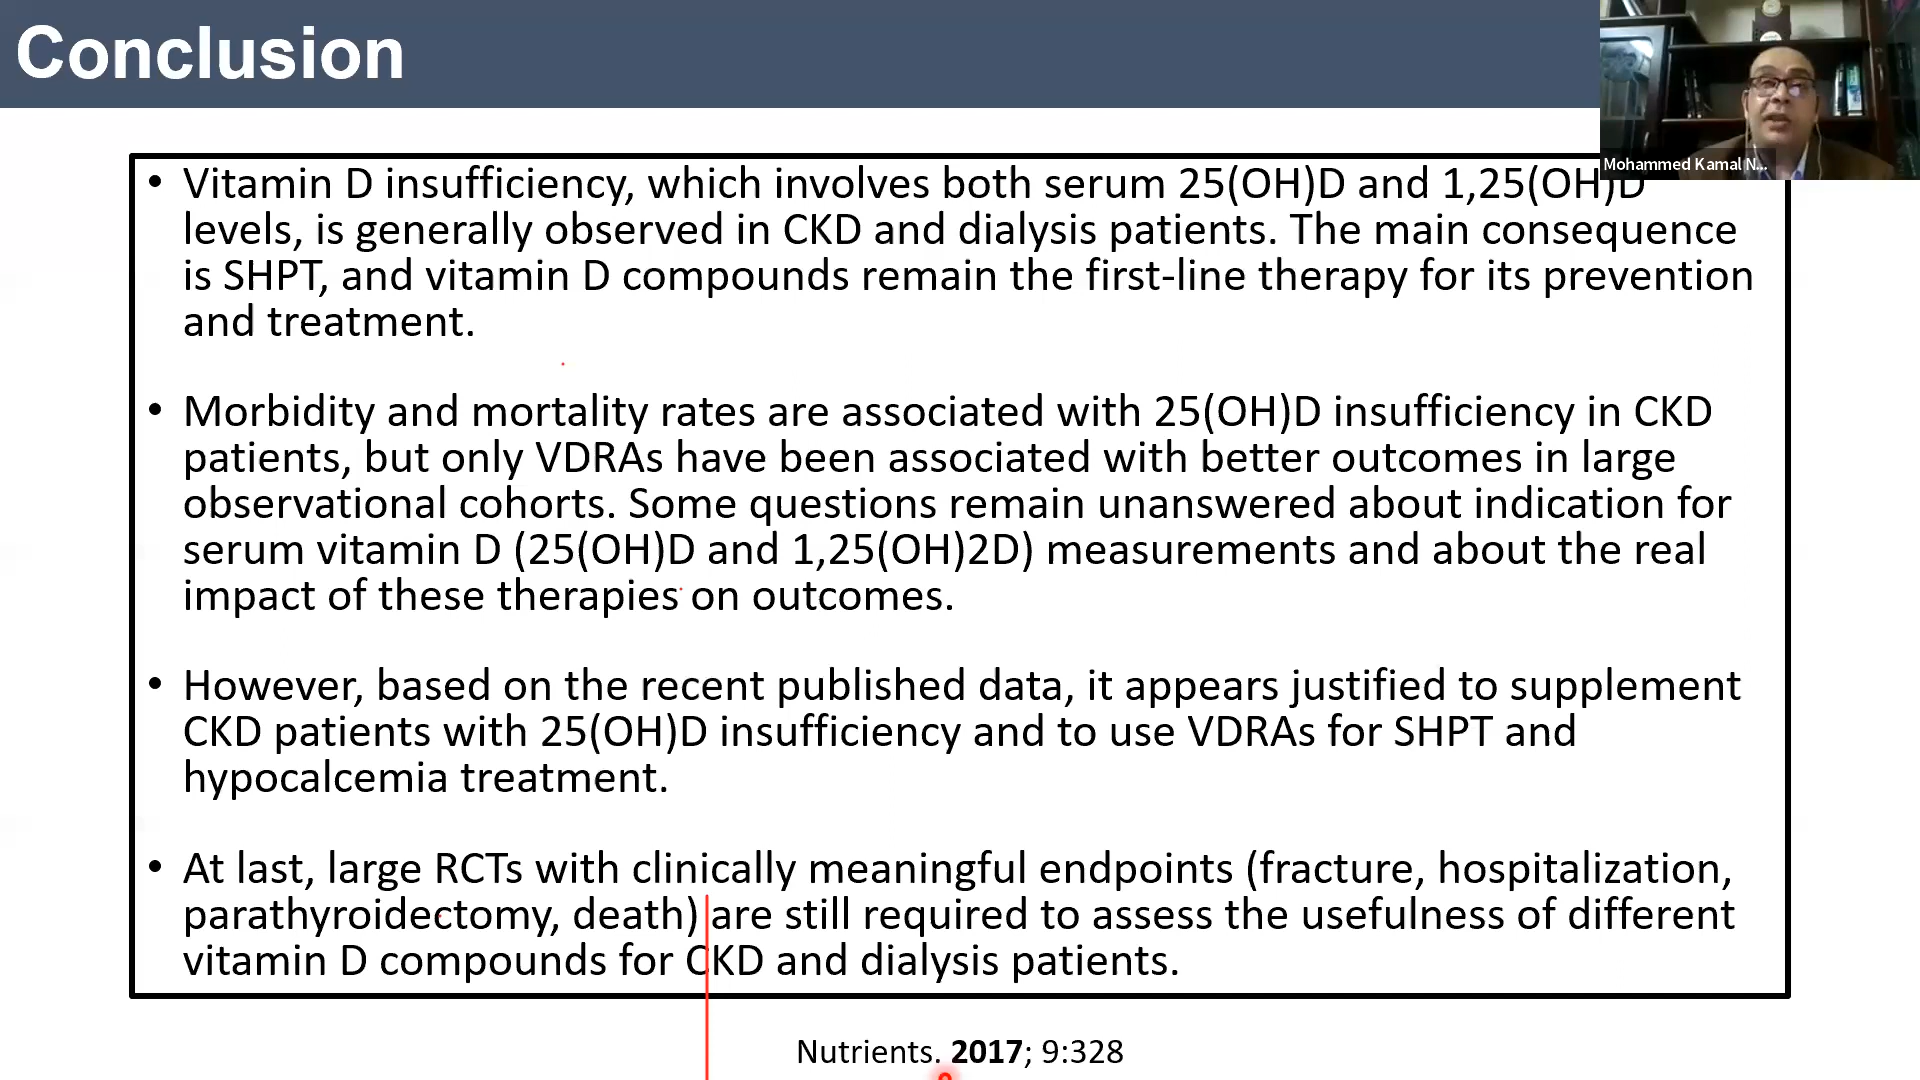 Conclusion
Mohammed Kamal N...
• Vitamin D insufficiency, which involves both serum 25(OH)D and 1,25(OH)D
levels, is generally observed in CKD and dialysis patients. The main consequence
is SHPT, and vitamin D compounds remain the first-line therapy for its prevention
and treatment.
• Morbidity and mortality rates are associated with 25(OH)D insufficiency in CKD
patients, but only VDRAs have been associated with better outcomes in large
observational cohorts. Some questions remain unanswered about indication for
serum vitamin D (25(OH)D and 1,25(OH)2D) measurements and about the real
impact of these therapies on outcomes.
• However, based on the recent published data, it appears justified to supplement
CKD patients with 25(OH)D insufficiency and to use VDRAs for SHPT and
hypocalcemia treatment.
• At last, large RCTs with clinically meaningful endpoints (fracture, hospitalization,
parathyroidectomy, death) are still required to assess the usefulness of different
vitamin D compounds for CKD and dialysis patients.
Nutrients. 2017; 9:328